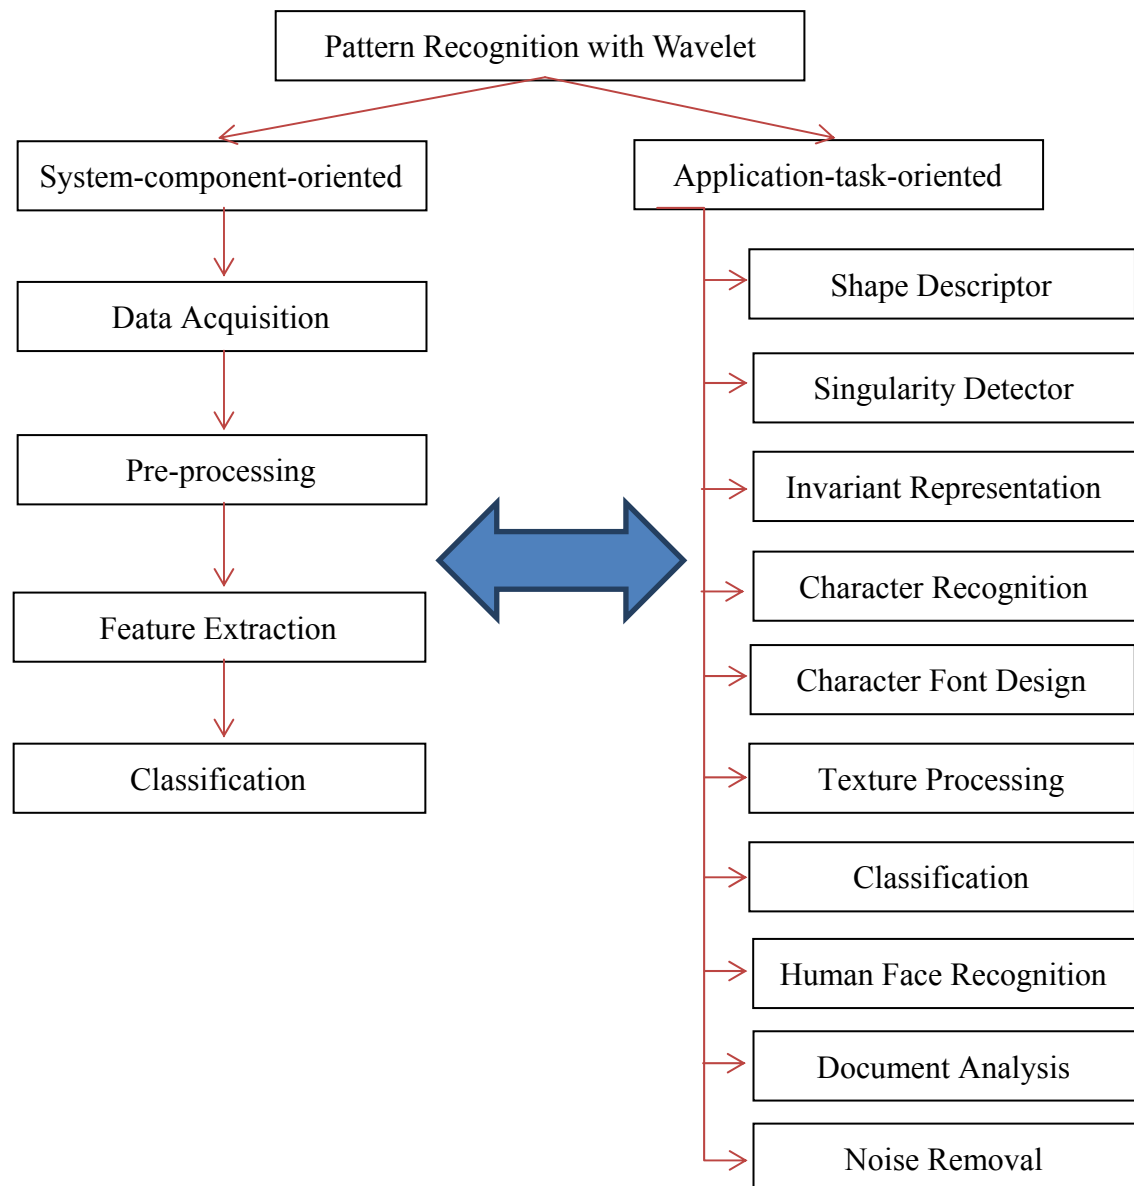 Pattern Recognition with Wavelet
System-component-oriented
Data Acquisition
Pre-processing
Feature Extraction
Classification
Application-task-oriented
Shape Descriptor
Singularity Detector
Invariant Representation
Character Recognition
Character Font Design
Texture Processing
Classification
Human Face Recognition
Document Analysis
Noise Removal